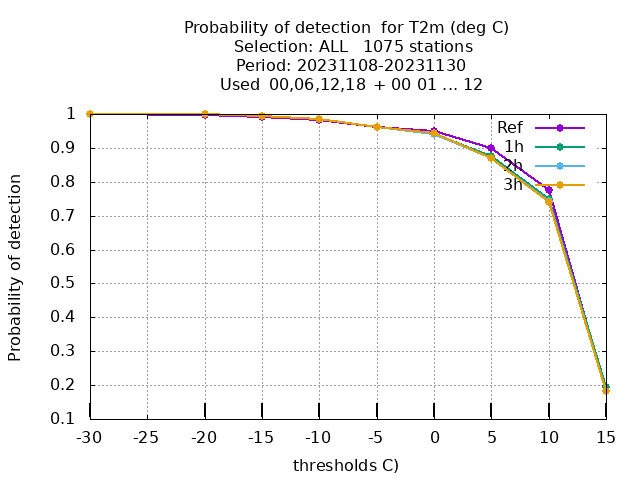 Probability of detection  for T2m (deg C)
Selection: ALL   1075 stations
Period: 20231108-20231130
Used  00,06,12,18  + 00 01 ... 12
Probability of detection
1
0.9
0.8
0.7
0.6
0.5
0.4
0.3
0.2
0.1
Ref
1h
2h
3h
-30 -25 -20 -15 -10 -5 0 5 10 15
thresholds C)